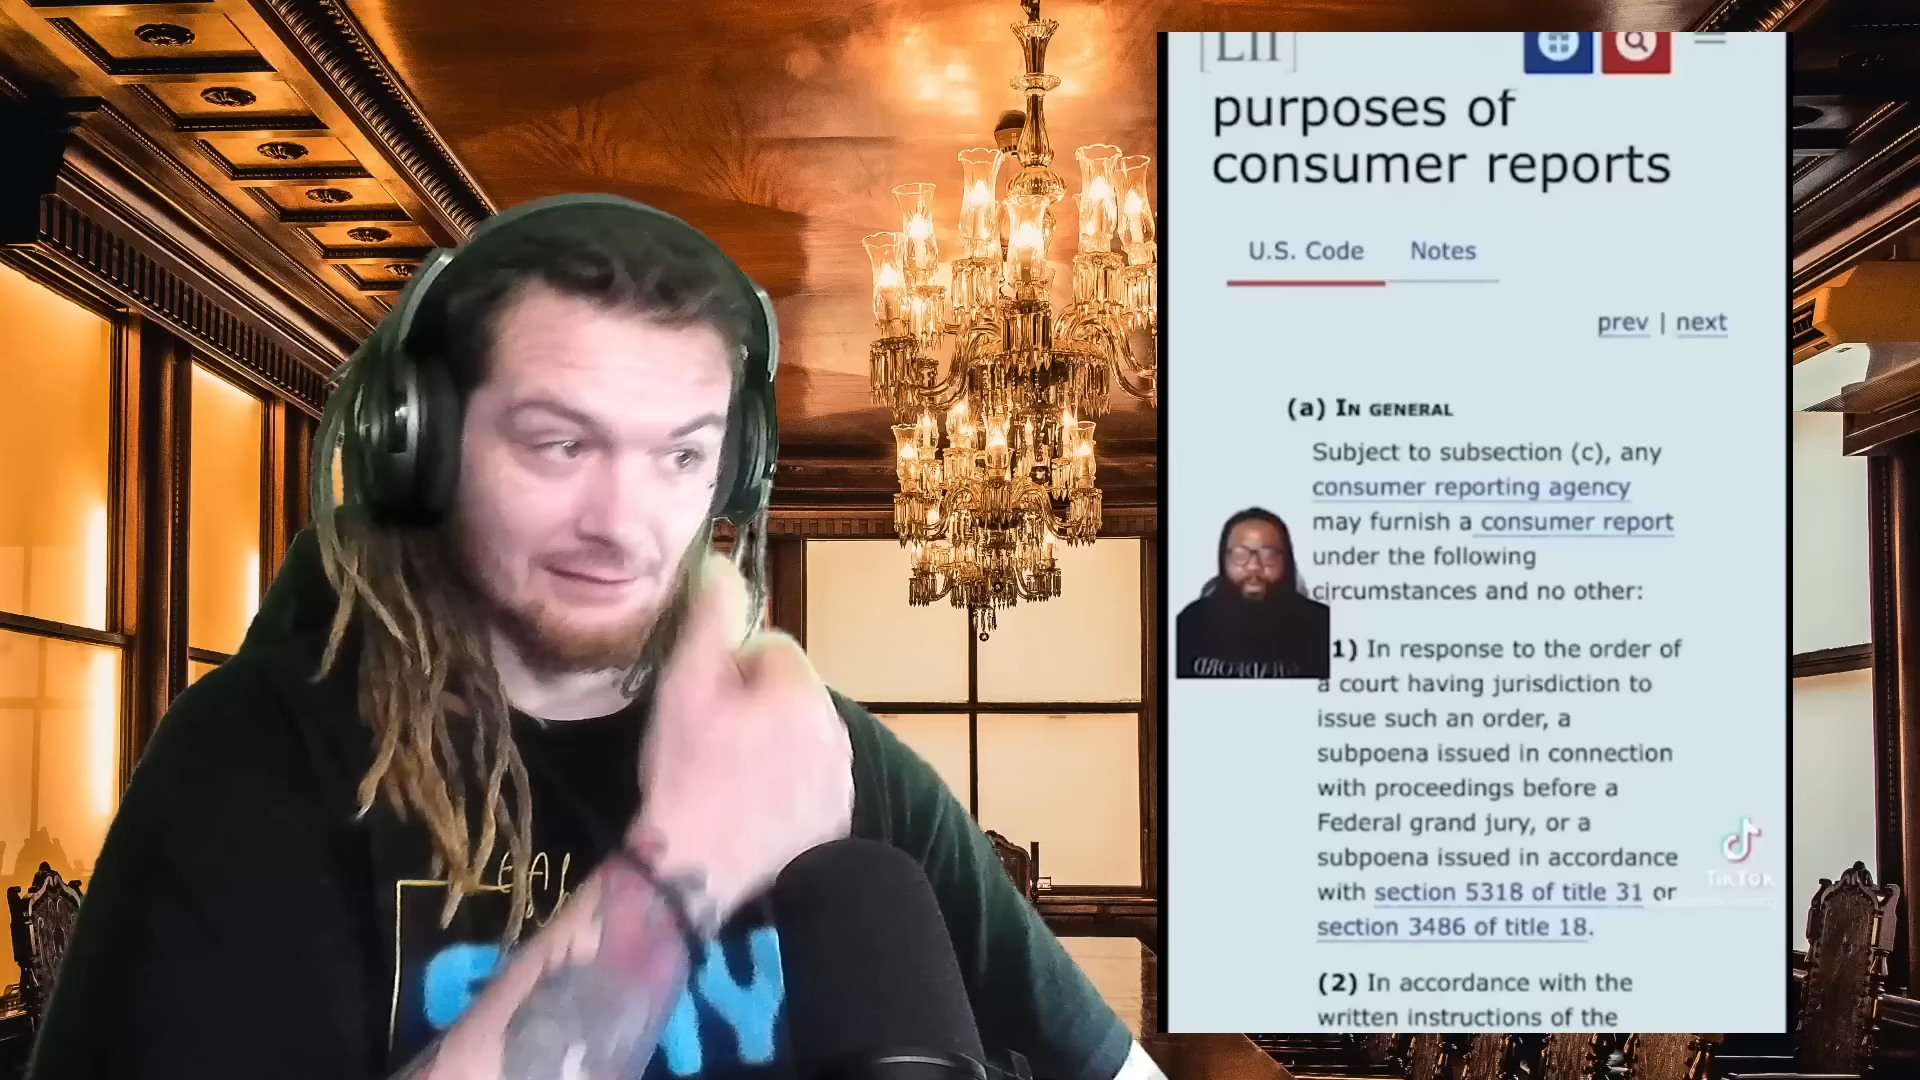 LII
purposes of
consumer reports
U.S. Code Notes
prev | next
(a) IN GENERAL
Subject to subsection (c), any
consumer reporting agency
may furnish a consumer report
under the following
circumstances and no other:
1) In response to the order of
a court having jurisdiction to
issue such an order, a
subpoena issued in connection
with proceedings before a
Federal grand jury, or a
subpoena issued in accordance
with section 5318 of title 31 or
section 3486 of title 18.
(2) In accordance with the
written instructions of the
TikTok